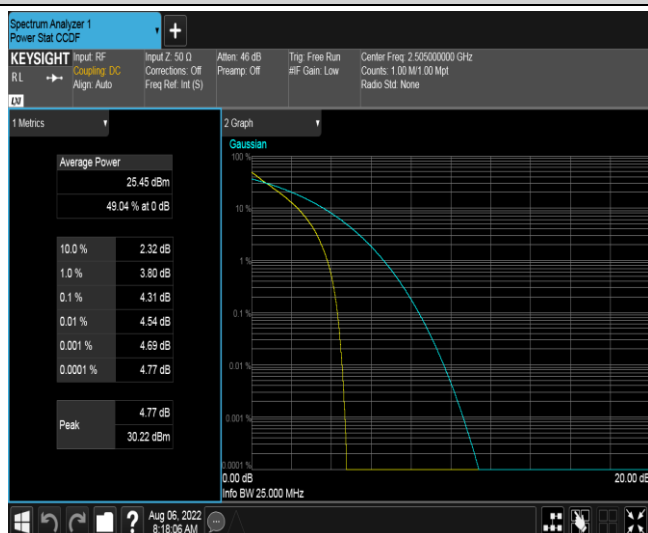 Spectrum Analyzer 1
Power Stat CCDF
+
KEYSIGHT
RL
LXI
Input: RF
Coupling: DC
Align: Auto
Input Z: 50 Ω
Corrections: Off
Freq Ref: Int (S)
Atten: 46 dB
Preamp: Off
Trig: Free Run
#IF Gain: Low
Center Freq: 2.505000000 GHz
Counts: 1.00 M/1.00 Mpt
Radio Std: None
1 Metrics
Average Power
25.45 dBm
49.04 % at 0 dB
10.0 % 2.32 dB
1.0 % 3.80 dB
0.1 % 4.31 dB
0.01 % 4.54 dB
0.001 % 4.69 dB
0.0001 % 4.77 dB
Peak
4.77 dB
30.22 dBm
2 Graph
Gaussian
100 %
10 %
1 %
0.1 %
0.01 %
0.001 %
0.0001 %
0.00 dB
20.00 dB
Info BW 25.000 MHz
?
Aug 06, 2022
8:18:06 AM